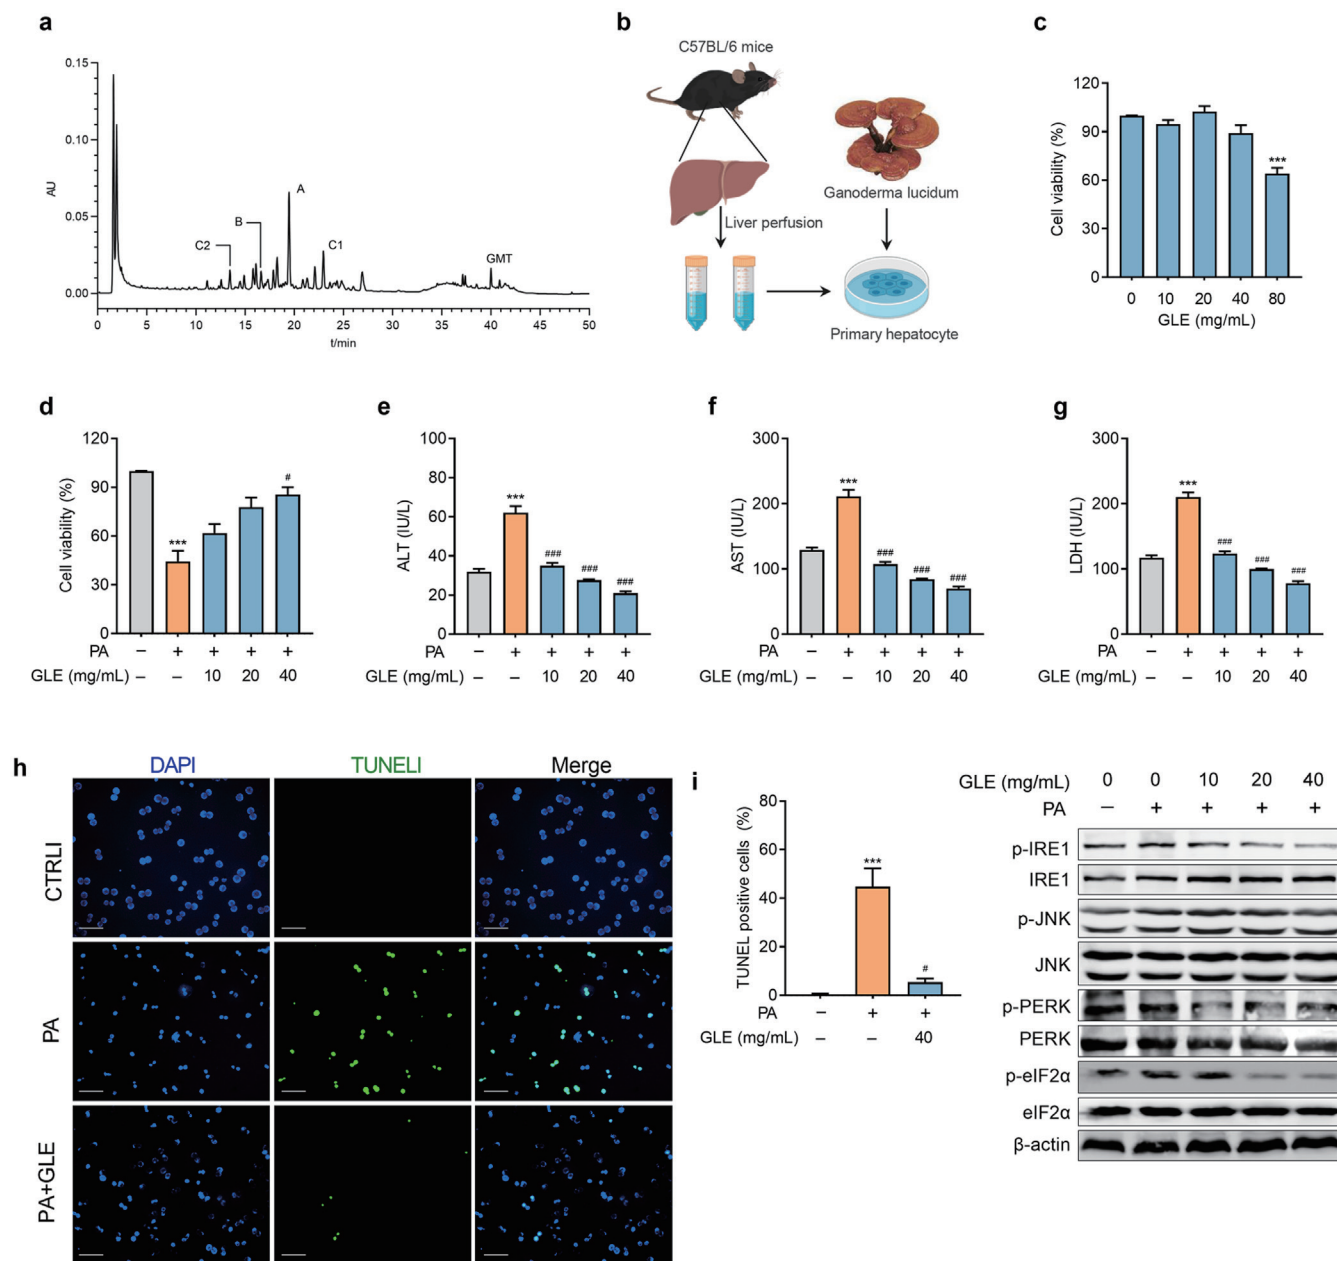 a
0.15
0.10
0.05
0.00
AU
C2
B
A
C1
GMT
0 5 10 15 20 25 30 35 40 45 50
t/min
b
C57BL/6 mice
Ganoderma lucidum
Liver perfusion
Primary hepatocyte
c
120
90
60
30
0
Cell viability (%)
***
0 10 20 40 80
GLE (mg/mL)
d
120
90
60
30
0
Cell viability (%)
***
#
PA – + + + +
GLE (mg/mL) – – 10 20 40
e
100
80
60
40
20
0
ALT (IU/L)
***
###
###
###
PA – + + + +
GLE (mg/mL) – – 10 20 40
f
300
200
100
0
AST (IU/L)
***
###
###
###
PA – + + + +
GLE (mg/mL) – – 10 20 40
g
300
200
100
0
LDH (IU/L)
***
###
###
###
PA – + + + +
GLE (mg/mL) – – 10 20 40
h
DAPI TUNELI Merge
CTRLI
PA
PA+GLE
i
80
60
40
20
0
TUNEL positive cells (%)
***
#
PA – + +
GLE (mg/mL) – – 40
GLE (mg/mL) 0 0 10 20 40
PA – + + + +
p-IRE1
IRE1
p-JNK
JNK
p-PERK
PERK
p-eIF2α
eIF2α
β-actin